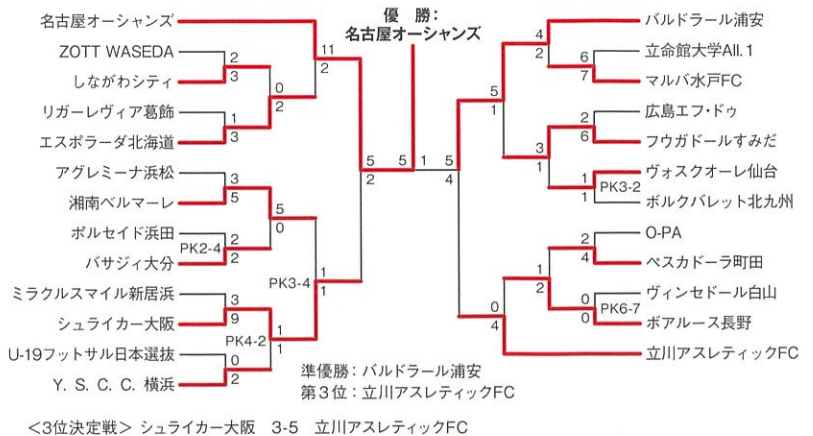 優　勝：
名古屋オーシャンズ
名古屋オーシャンズ
ZOTT WASEDA
しながわシティ
リガーレヴィア葛飾
エスポラーダ北海道
アグレミーナ浜松
湘南ベルマーレ
ポルセイド浜田
バサジィ大分
ミラクルスマイル新居浜
シュライカー大阪
U-19フットサル日本選抜
Y. S. C. C. 横浜
2
3
1
3
3
5
2
2
PK2-4
3
9
0
2
0
2
5
0
1
1
PK4-2
11
2
1
1
PK3-4
5
2
5
1
5
4
5
1
0
4
4
2
3
1
1
2
6
7
2
6
1
1
PK3-2
2
4
0
0
PK6-7
バルドラール浦安
立命館大学All.1
マルバ水戸FC
広島エフ・ドゥ
フウガドールすみだ
ヴォスクオーレ仙台
ボルクバレット北九州
O-PA
ペスカドーラ町田
ヴィンセドール白山
ボアルース長野
立川アスレティックFC
準優勝：バルドラール浦安
第3位：立川アスレティックFC
＜3位決定戦＞ シュライカー大阪　3-5　立川アスレティックFC